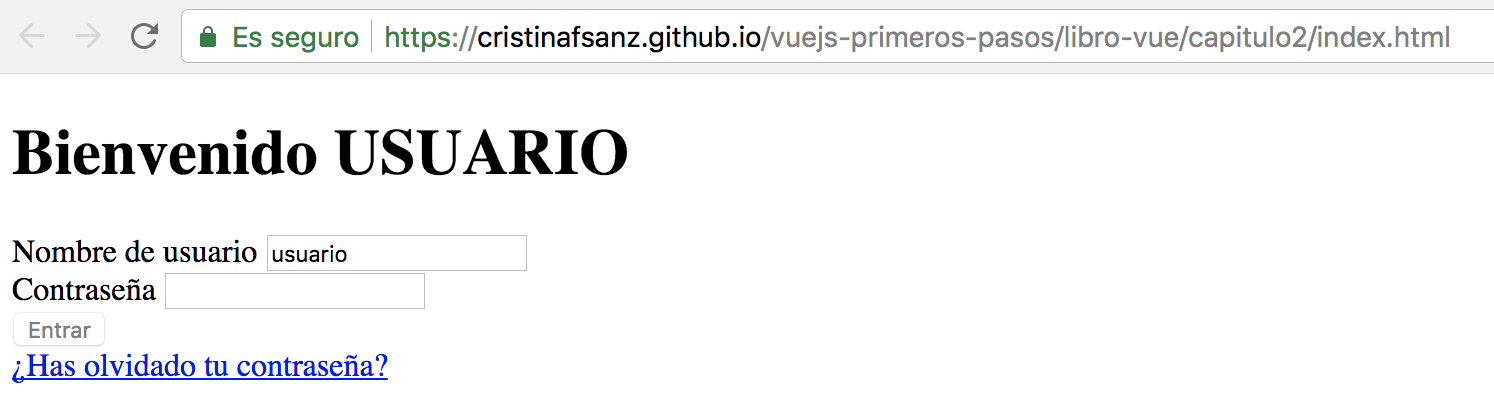 Es seguro https://cristinafsanz.github.io/vuejs-primeros-pasos/libro-vue/capitulo2/index.html
Bienvenido USUARIO
Nombre de usuario usuario
Contraseña
Entrar
¿Has olvidado tu contraseña?